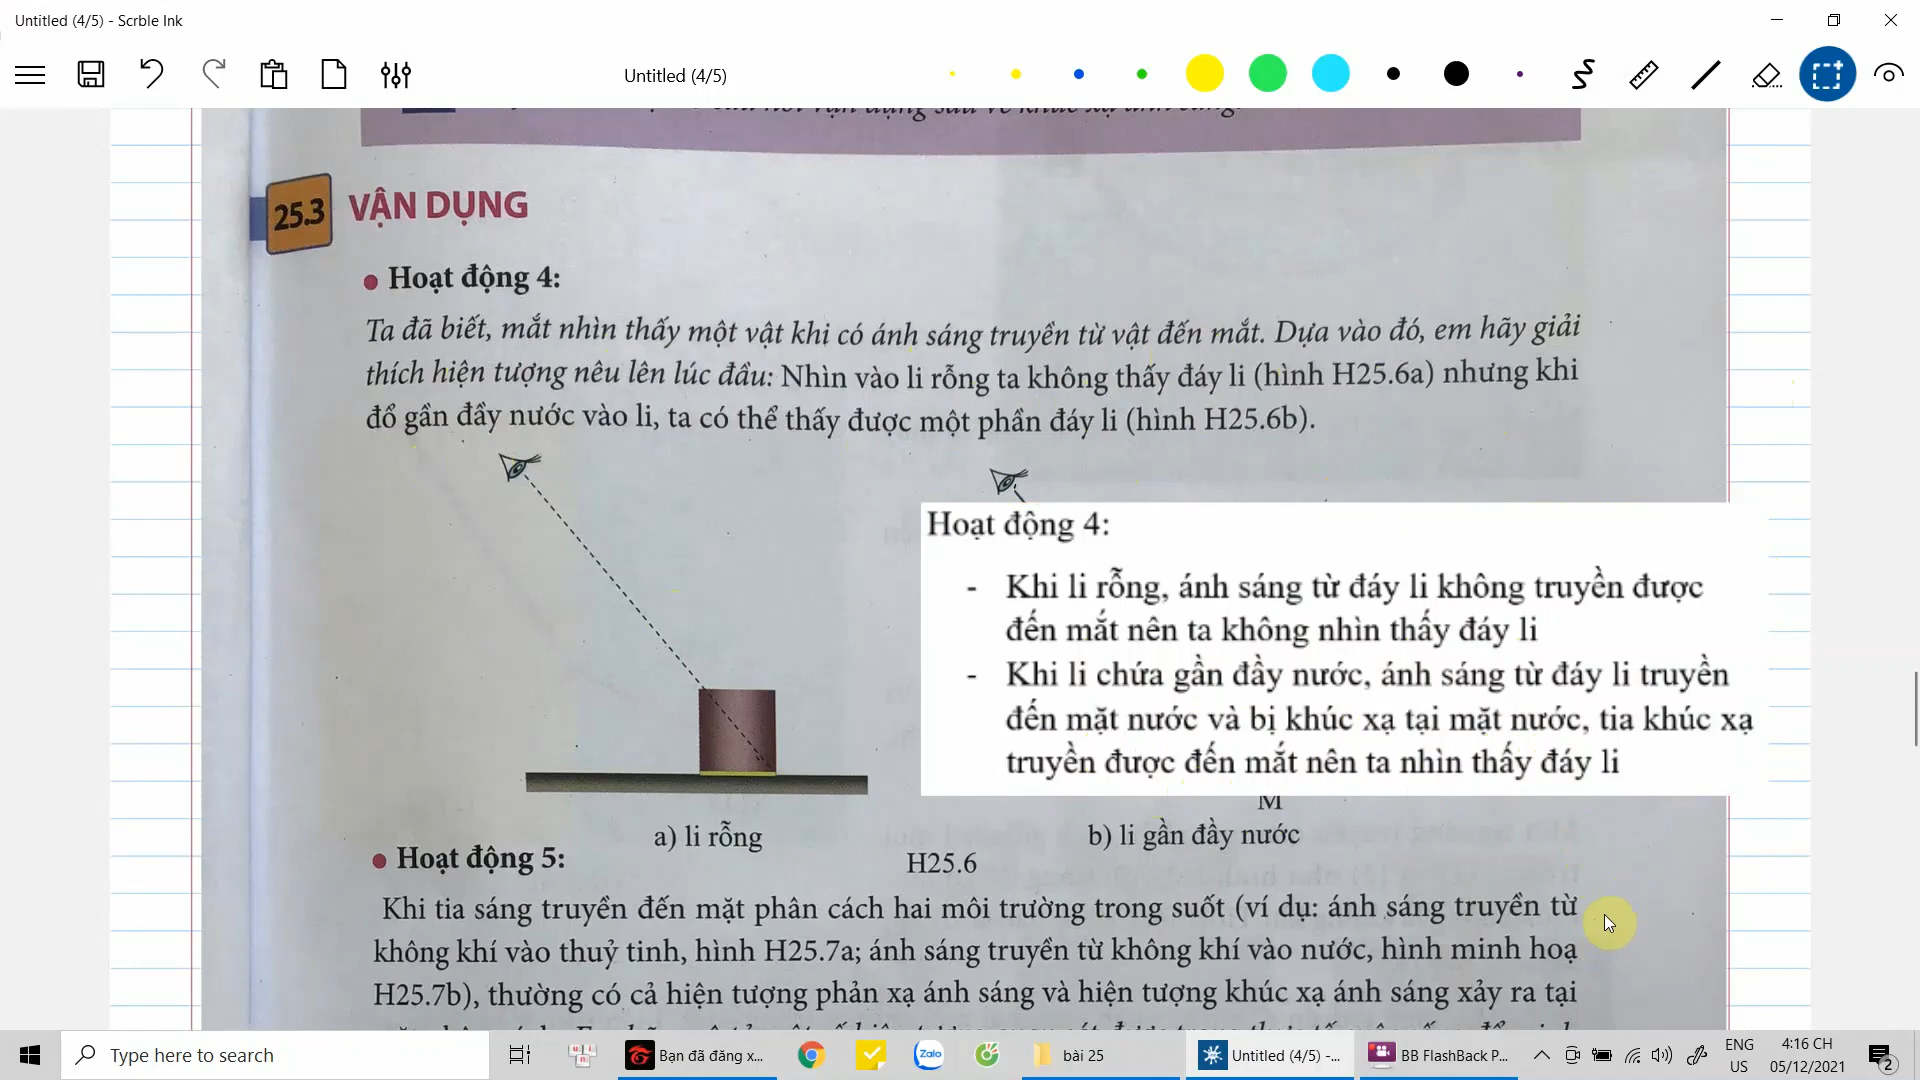 Untitled (4/5) - Scrble Ink
Untitled (4/5)
25.3 VẬN DỤNG
• Hoạt động 4:
Ta đã biết, mắt nhìn thấy một vật khi có ánh sáng truyền từ vật đến mắt. Dựa vào đó, em hãy giải
thích hiện tượng nêu lên lúc đầu: Nhìn vào li rỗng ta không thấy đáy li (hình H25.6a) nhưng khi
đổ gần đầy nước vào li, ta có thể thấy được một phần đáy li (hình H25.6b).
Hoạt động 4:
- Khi li rỗng, ánh sáng từ đáy li không truyền được
đến mắt nên ta không nhìn thấy đáy li
- Khi li chứa gần đầy nước, ánh sáng từ đáy li truyền
đến mặt nước và bị khúc xạ tại mặt nước, tia khúc xạ
truyền được đến mắt nên ta nhìn thấy đáy li
M
a) li rỗng
b) li gần đầy nước
H25.6
• Hoạt động 5:
Khi tia sáng truyền đến mặt phân cách hai môi trường trong suốt (ví dụ: ánh sáng truyền từ
không khí vào thuỷ tinh, hình H25.7a; ánh sáng truyền từ không khí vào nước, hình minh hoạ
H25.7b), thường có cả hiện tượng phản xạ ánh sáng và hiện tượng khúc xạ ánh sáng xảy ra tại
Type here to search
Bạn đã đăng x...
Zalo
bài 25
Untitled (4/5) -...
BB FlashBack P...
ENG
US
4:16 CH
05/12/2021
2